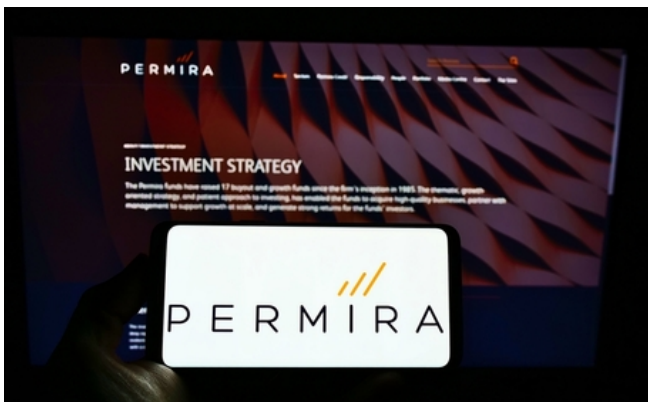 PERMIRA
INVESTMENT STRATEGY
The Permira funds have raised 17 buyout and growth funds since the firm's inception in 1985. The thematic, growth
oriented strategy, and patient approach to investing, has enabled the funds to acquire high-quality businesses, partner with
management to support growth at scale, and generate strong returns for the funds' investors.
PERMIRA